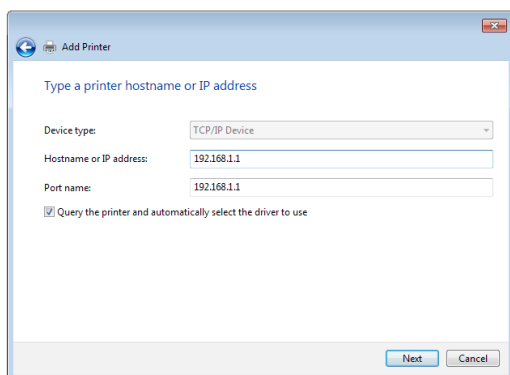 Add Printer
Type a printer hostname or IP address
Device type: TCP/IP Device
Hostname or IP address: 192.168.1.1
Port name: 192.168.1.1
Query the printer and automatically select the driver to use
Next Cancel